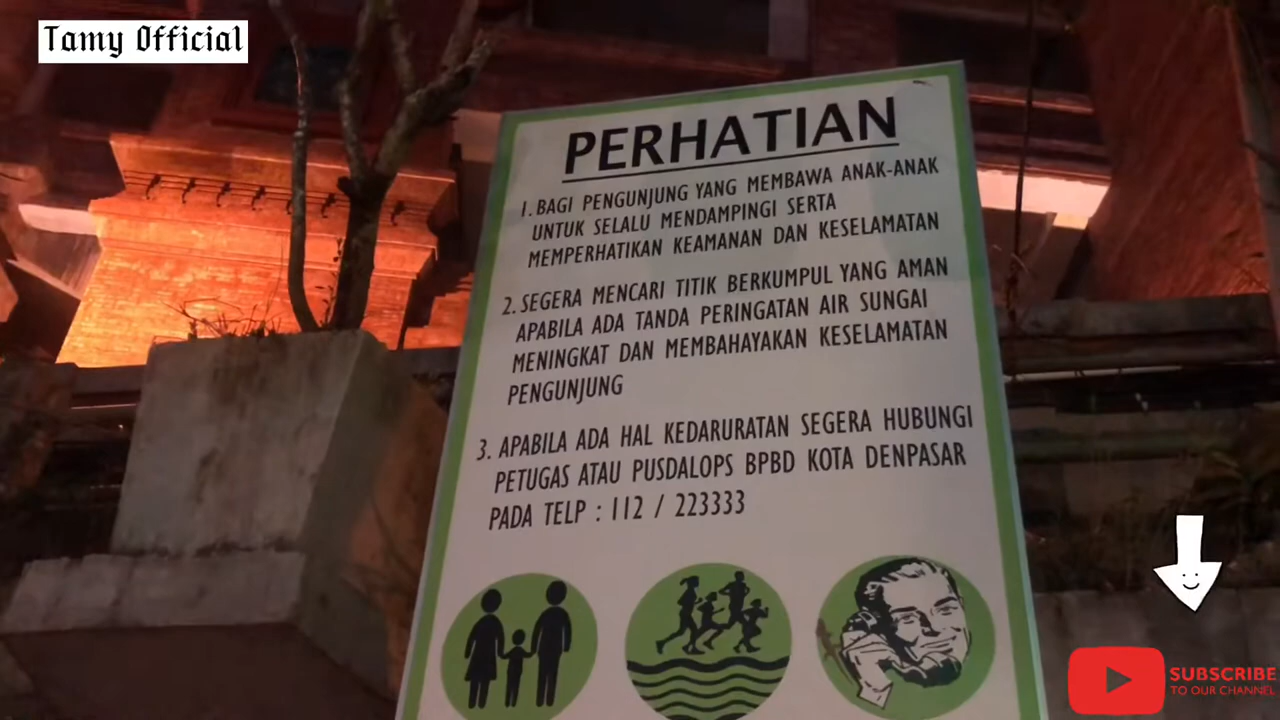 Tamy Official
PERHATIAN
1. BAGI PENGUNJUNG YANG MEMBAWA ANAK-ANAK
UNTUK SELALU MENDAMPINGI SERTA
MEMPERHATIKAN KEAMANAN DAN KESELAMATAN
2. SEGERA MENCARI TITIK BERKUMPUL YANG AMAN
APABILA ADA TANDA PERINGATAN AIR SUNGAI
MENINGKAT DAN MEMBAHAYAKAN KESELAMATAN
PENGUNJUNG
3. APABILA ADA HAL KEDARURATAN SEGERA HUBUNGI
PETUGAS ATAU PUSDALOPS BPBD KOTA DENPASAR
PADA TELP : 112 / 223333
SUBSCRIBE
TO OUR CHANNEL